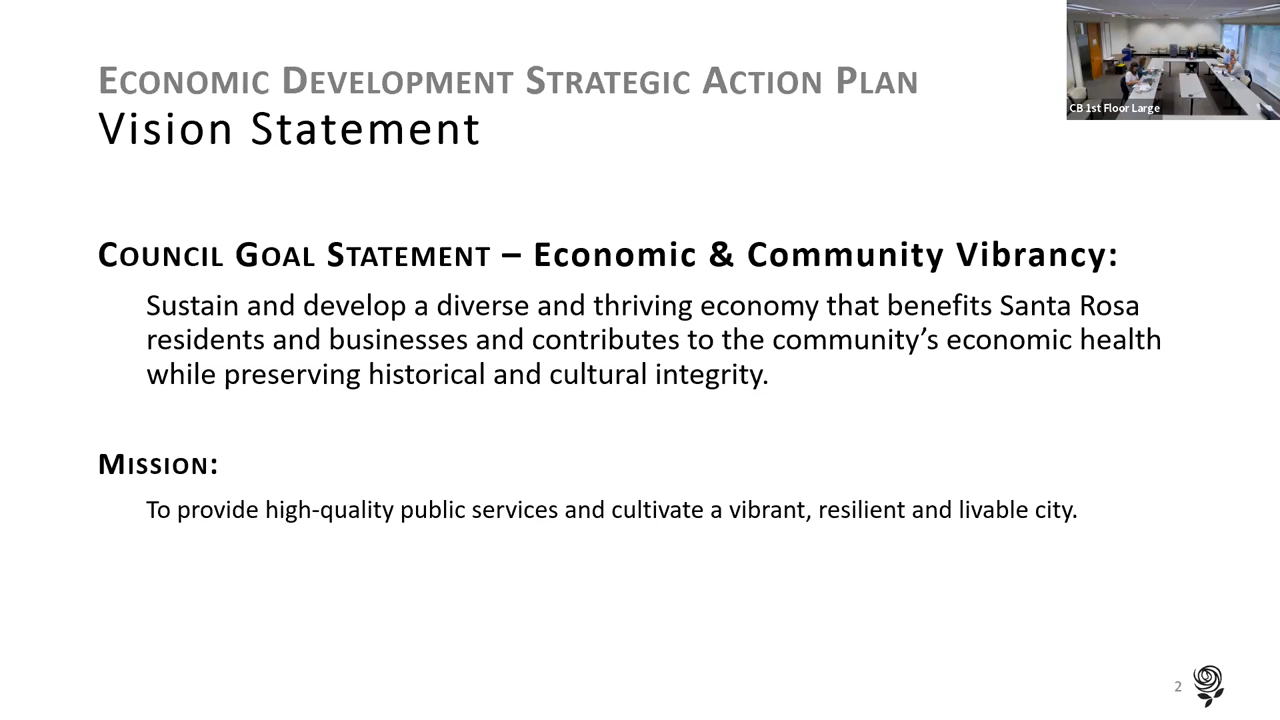 ECONOMIC DEVELOPMENT STRATEGIC ACTION PLAN
Vision Statement
CB 1st Floor Large
COUNCIL GOAL STATEMENT – Economic & Community Vibrancy:
Sustain and develop a diverse and thriving economy that benefits Santa Rosa
residents and businesses and contributes to the community’s economic health
while preserving historical and cultural integrity.
MISSION:
To provide high-quality public services and cultivate a vibrant, resilient and livable city.
2